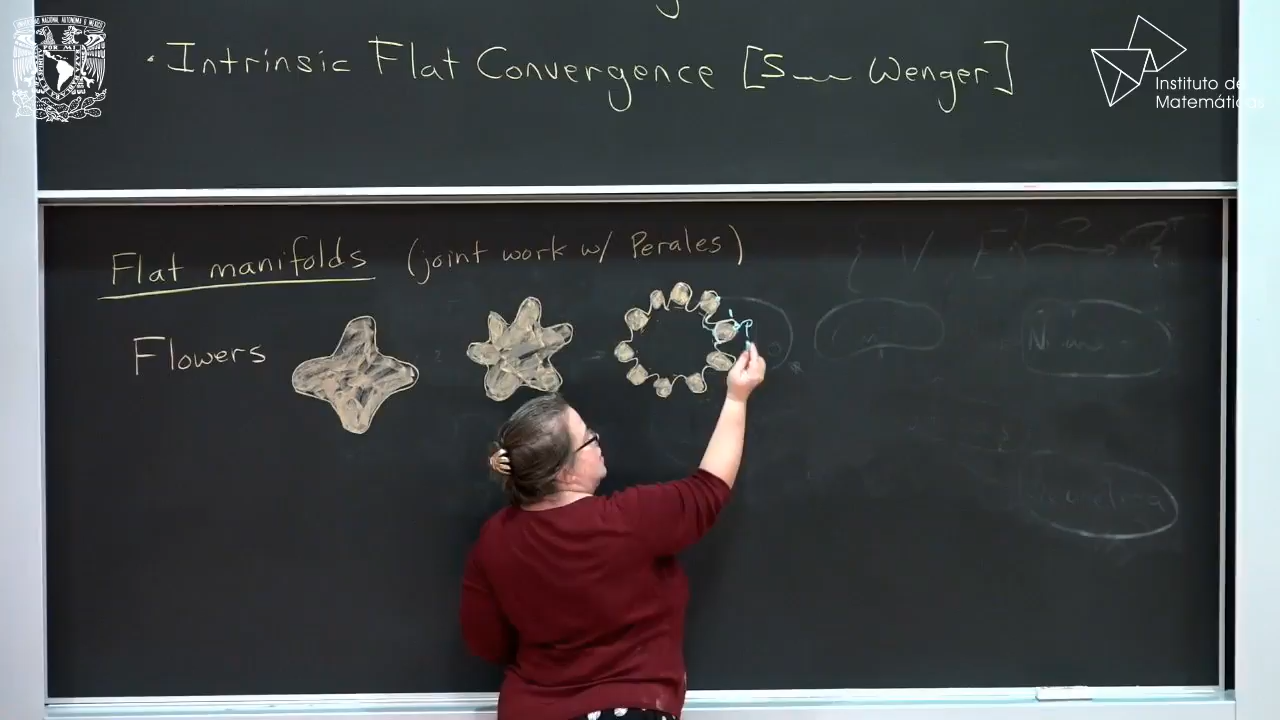 · Intrinsic Flat Convergence [S Wenger]
Instituto de
Matemáticas
Flat manifolds (joint work w/ Perales)
Flowers